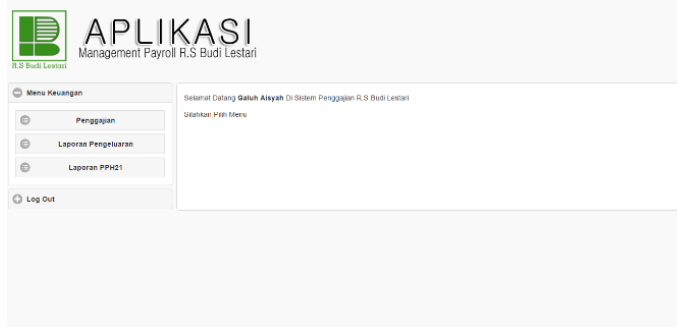 APLIKASI
Management Payroll R.S Budi Lestari
R.S Budi Lestari
Menu Keuangan
Penggajian
Laporan Pengeluaran
Laporan PPH21
Log Out
Selamat Datang Galuh Aisyah Di Sistem Penggajian R.S Budi Lestari
Silahkan Pilih Menu